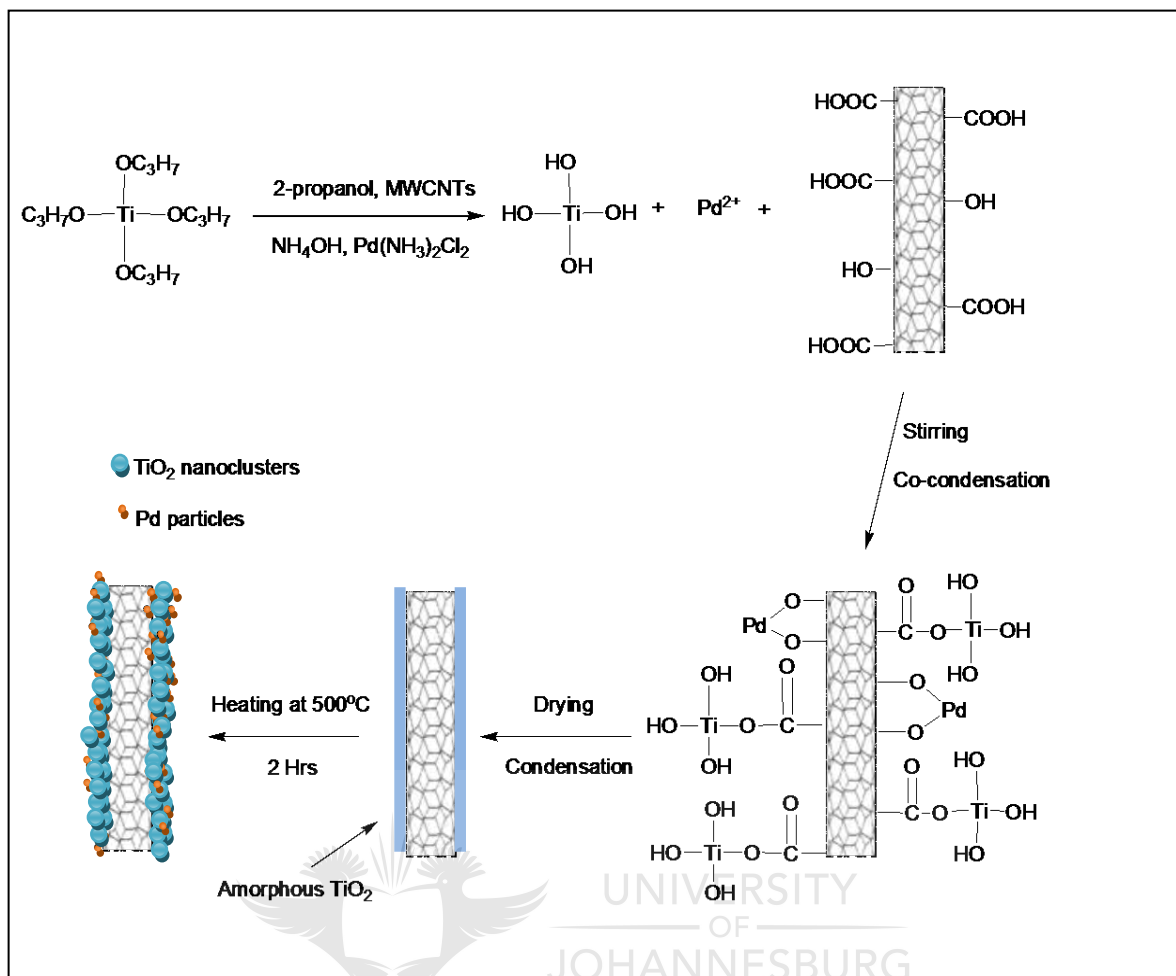 OC₃H₇
C₃H₇O Ti OC₃H₇
OC₃H₇
2-propanol, MWCNTs
NH₄OH, Pd(NH₃)₂Cl₂
HO
HO Ti OH
OH
+ Pd²⁺ +
HOOC
COOH
HOOC
OH
HO
COOH
HOOC
Stirring
Co-condensation
TiO₂ nanoclusters
Pd particles
O
Pd
O
O
C O Ti OH
HO
HO
O
Pd
O
OH
HO Ti O C
OH
O
O
C O Ti OH
HO
HO
OH
HO Ti O C
OH
O
Drying
Condensation
Heating at 500⁰C
2 Hrs
Amorphous TiO₂
UNIVERSITY
OF
JOHANNESBURG